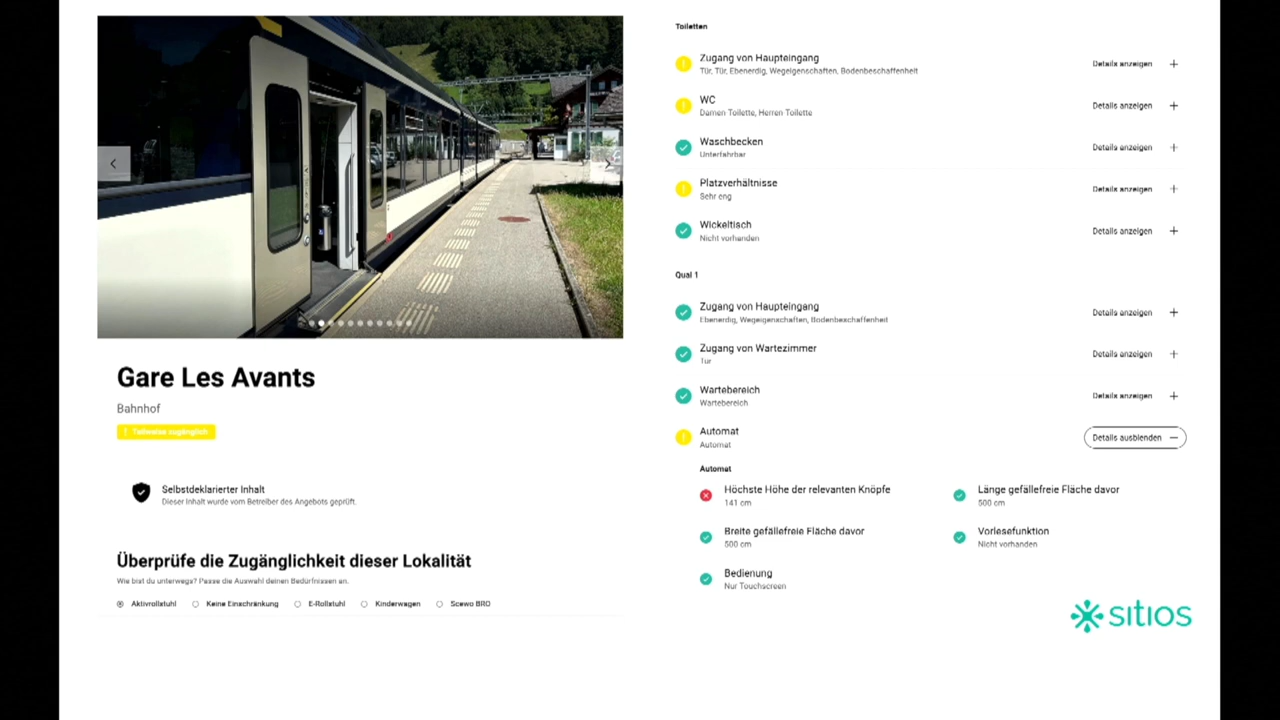 Gare Les Avants
Bahnhof
! Teilweise zugänglich
Selbstdeklarierter Inhalt
Dieser Inhalt wurde vom Betreiber des Angebots geprüft.
Überprüfe die Zugänglichkeit dieser Lokalität
Wie bist du unterwegs? Passe die Auswahl deinen Bedürfnissen an.
Aktivrollstuhl Keine Einschränkung E-Rollstuhl Kinderwagen Scewo BRO
Toiletten
Zugang von Haupteingang
Tür, Tür, Ebenerdig, Wegeigenschaften, Bodenbeschaffenheit
Details anzeigen
WC
Damen Toilette, Herren Toilette
Details anzeigen
Waschbecken
Unterfahrbar
Details anzeigen
Platzverhältnisse
Sehr eng
Details anzeigen
Wickeltisch
Nicht vorhanden
Details anzeigen
Quai 1
Zugang von Haupteingang
Ebenerdig, Wegeigenschaften, Bodenbeschaffenheit
Details anzeigen
Zugang von Wartezimmer
Tür
Details anzeigen
Wartebereich
Wartebereich
Details anzeigen
Automat
Automat
Details ausblenden
Automat
Höchste Höhe der relevanten Knöpfe
141 cm
Länge gefällefreie Fläche davor
500 cm
Breite gefällefreie Fläche davor
500 cm
Vorlesefunktion
Nicht vorhanden
Bedienung
Nur Touchscreen
sitios